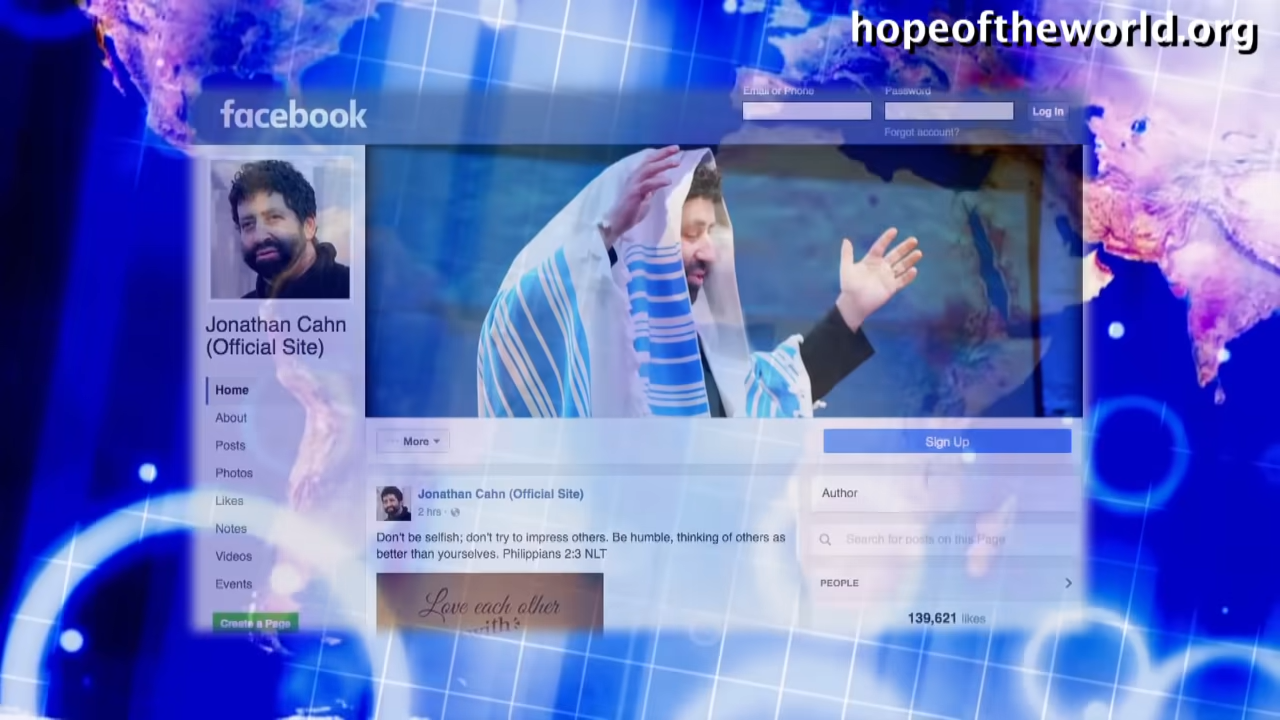 hopeoftheworld.org
facebook
Email or Phone
Password
Log In
Forgot account?
Jonathan Cahn
(Official Site)
Home
About
Posts
Photos
Likes
Notes
Videos
Events
Create a Page
More
Sign Up
Jonathan Cahn (Official Site)
2 hrs
Don't be selfish; don't try to impress others. Be humble, thinking of others as
better than yourselves. Philippians 2:3 NLT
Love each other
with
Author
Search for posts on this Page
PEOPLE
139,621 likes